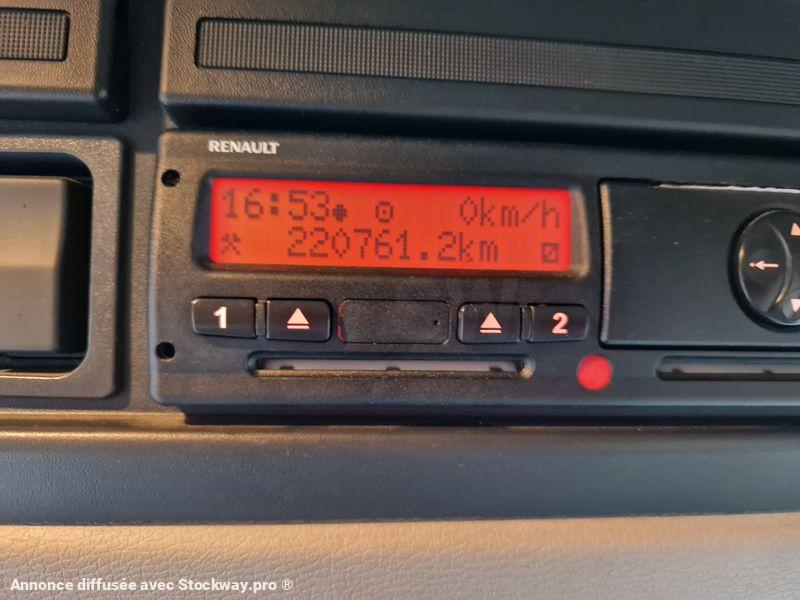 RENAULT
16:53 0km/h
220761.2km
1 2
Annonce diffusée avec Stockway.pro ®